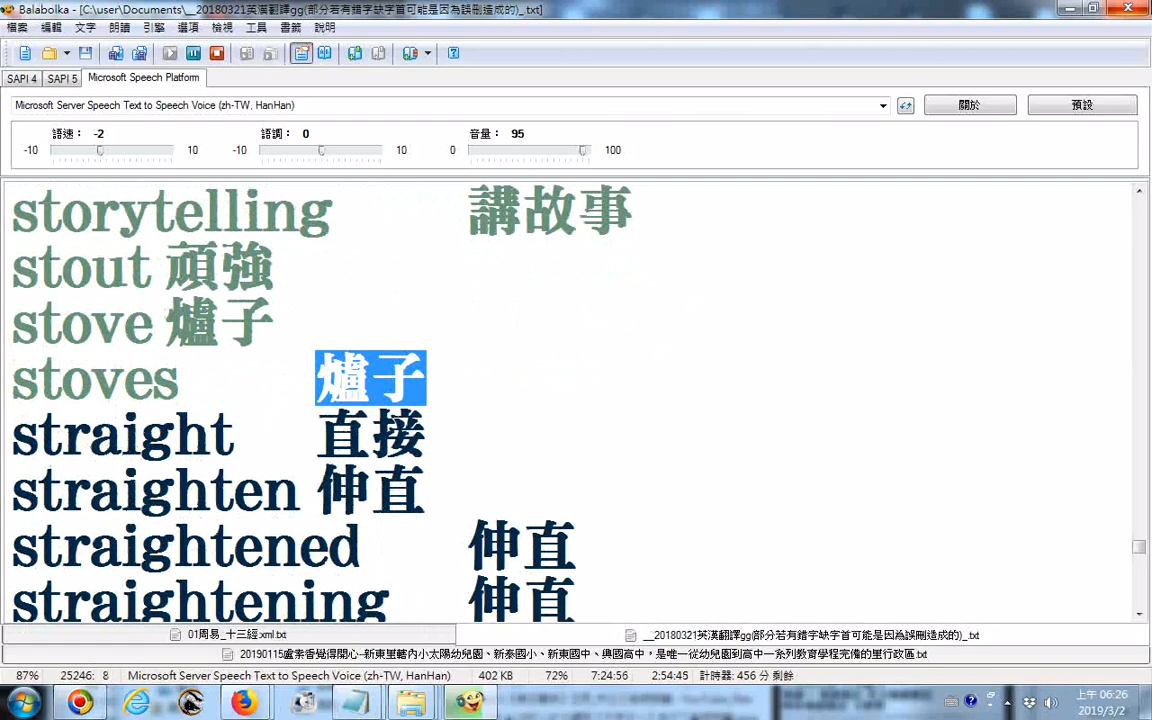 Balabolka - [C:\user\Documents\__20180321英漢翻譯gg(部分若有錯字缺字首可能是因為誤刪造成的)_.txt]
檔案 編輯 文字 朗讀 引擎 選項 檢視 工具 書籤 說明
SAPI 4 SAPI 5 Microsoft Speech Platform
Microsoft Server Speech Text to Speech Voice (zh-TW, HanHan) 關於 預設
語速： -2 語調： 0 音量： 95
-10 10 -10 10 0 100
storytelling 講故事
stout 頑強
stove 爐子
stoves 爐子
straight 直接
straighten 伸直
straightened 伸直
straightening 伸直
01周易_十三經.xml.txt __20180321英漢翻譯gg(部分若有錯字缺字首可能是因為誤刪造成的)_.txt
20190115盧素香覺得開心-新東里轄內小太陽幼兒園、新泰國小、新東國中、興國高中，是唯一從幼兒園到高中一系列教育學程完備的里行政區.txt
87% 25246: 8 Microsoft Server Speech Text to Speech Voice (zh-TW, HanHan) 402 KB 72% 7:24:56 2:54:45 計時器: 456 分 剩餘
上午 06:26
2019/3/2